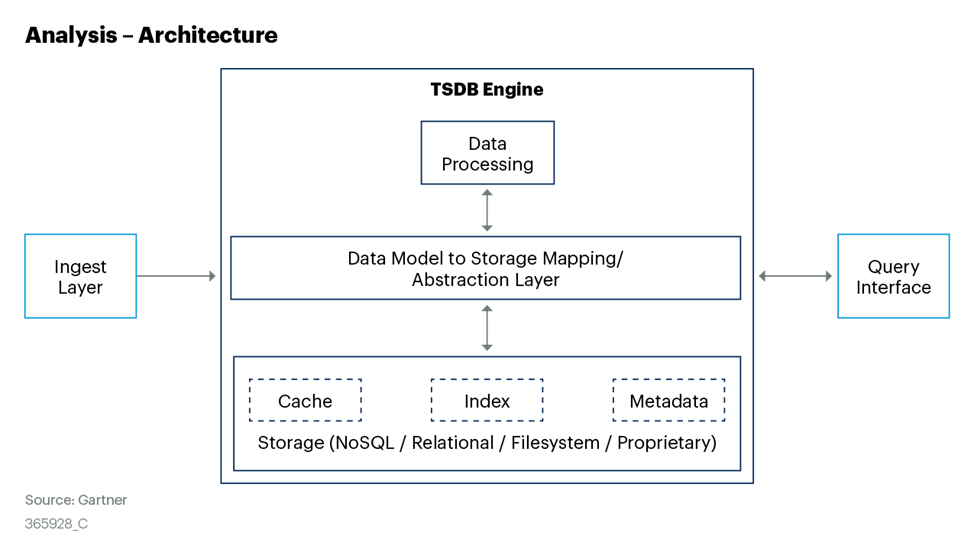 Analysis – Architecture
TSDB Engine
Data
Processing
Ingest
Layer
Data Model to Storage Mapping/
Abstraction Layer
Query
Interface
Cache
Index
Metadata
Storage (NoSQL / Relational / Filesystem / Proprietary)
Source: Gartner
365928_C